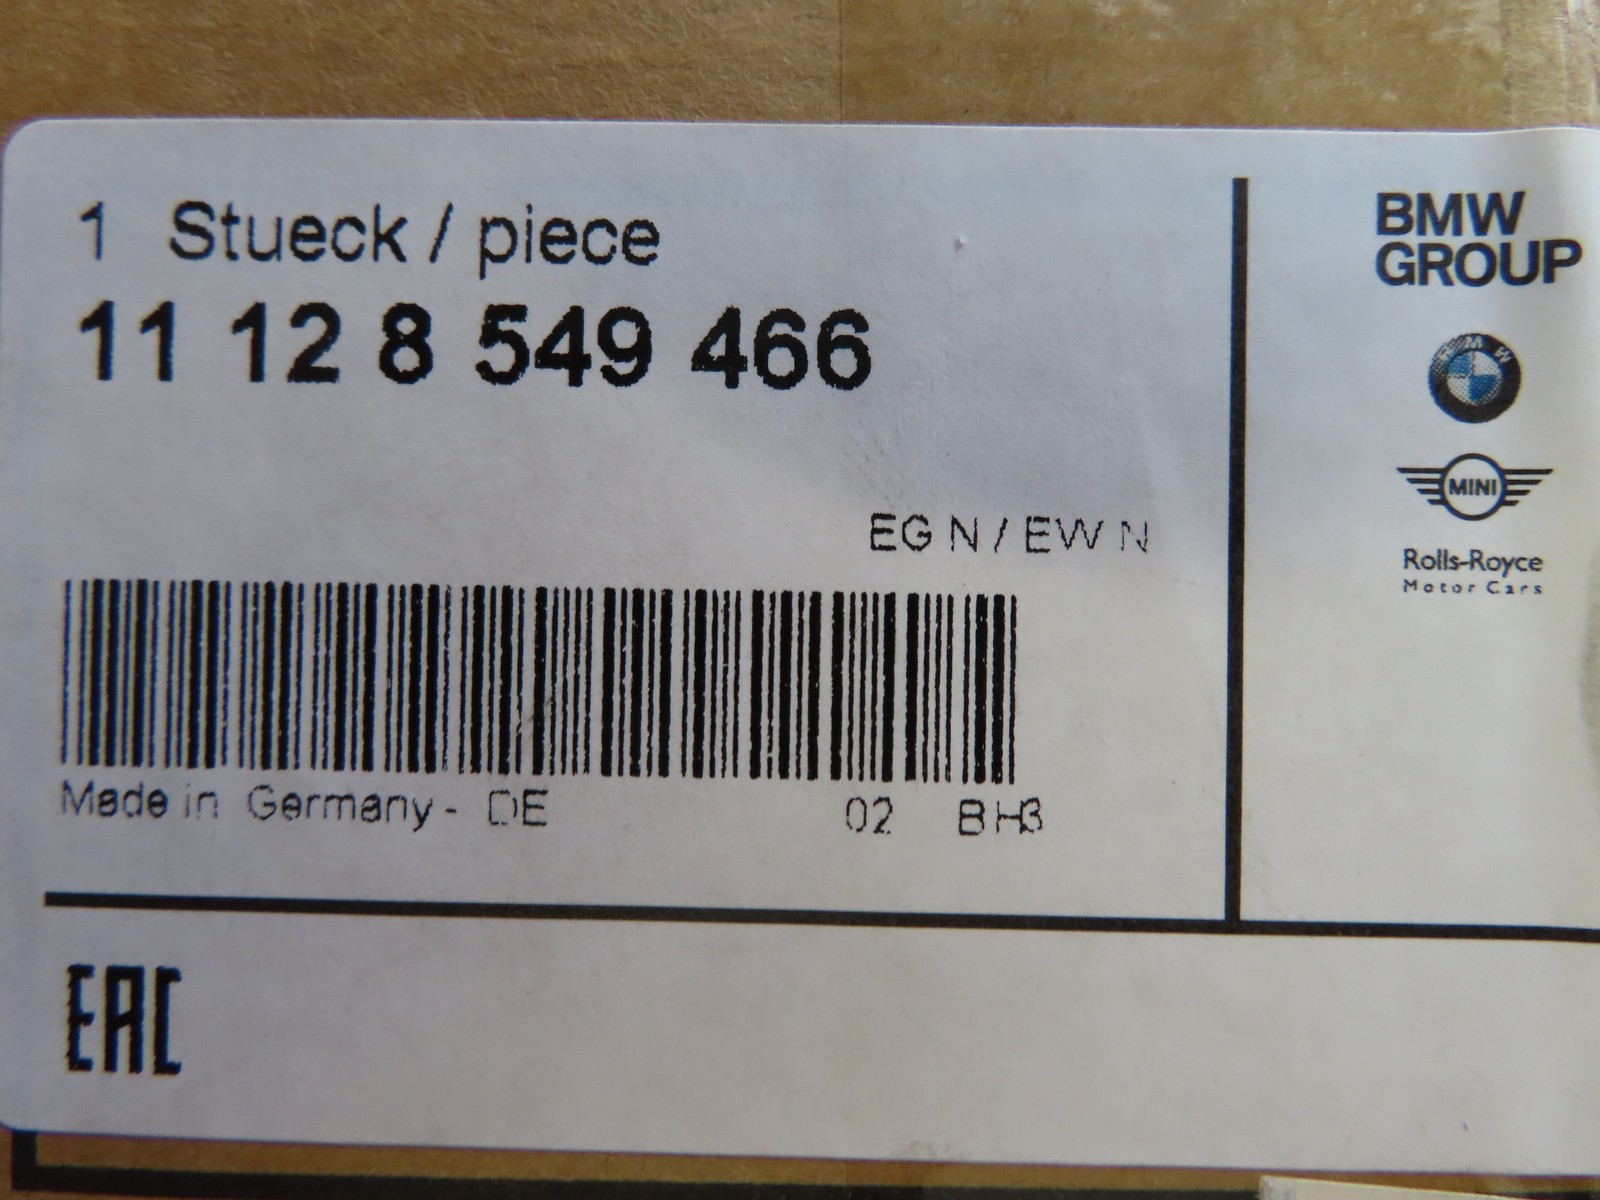 1 Stueck / piece
11 12 8 549 466
EG N / EW N
Made in Germany - DE 02 BH3
EAC
BMW
GROUP
BMW
MINI
Rolls-Royce
Motor Cars